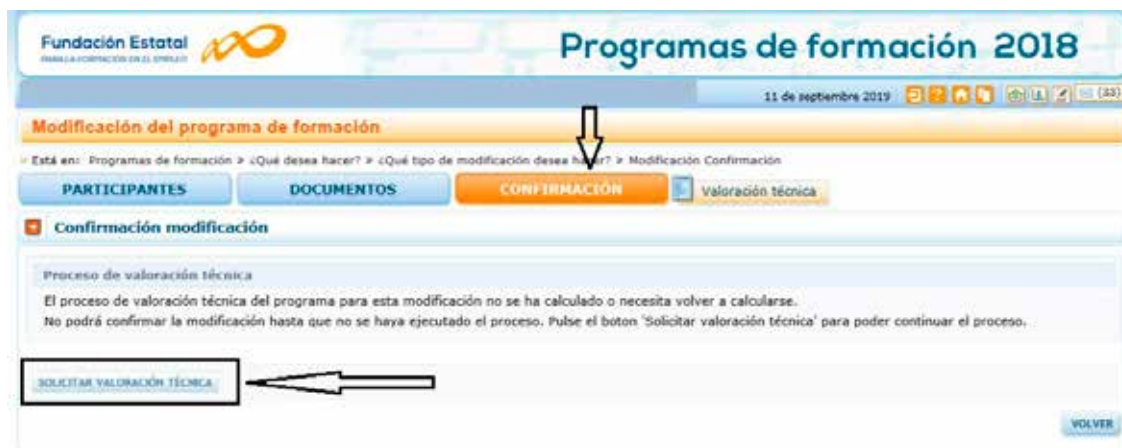 Fundación Estatal
PARA LA FORMACIÓN EN EL EMPLEO
Programas de formación 2018
11 de septiembre 2019
(33)
Modificación del programa de formación
Está en: Programas de formación > ¿Qué desea hacer? > ¿Qué tipo de modificación desea hacer? > Modificación Confirmación
PARTICIPANTES DOCUMENTOS CONFIRMACIÓN Valoración técnica
Confirmación modificación
Proceso de valoración técnica
El proceso de valoración técnica del programa para esta modificación no se ha calculado o necesita volver a calcularse.
No podrá confirmar la modificación hasta que no se haya ejecutado el proceso. Pulse el boton 'Solicitar valoración técnica' para poder continuar el proceso.
SOLICITAR VALORACIÓN TÉCNICA
VOLVER